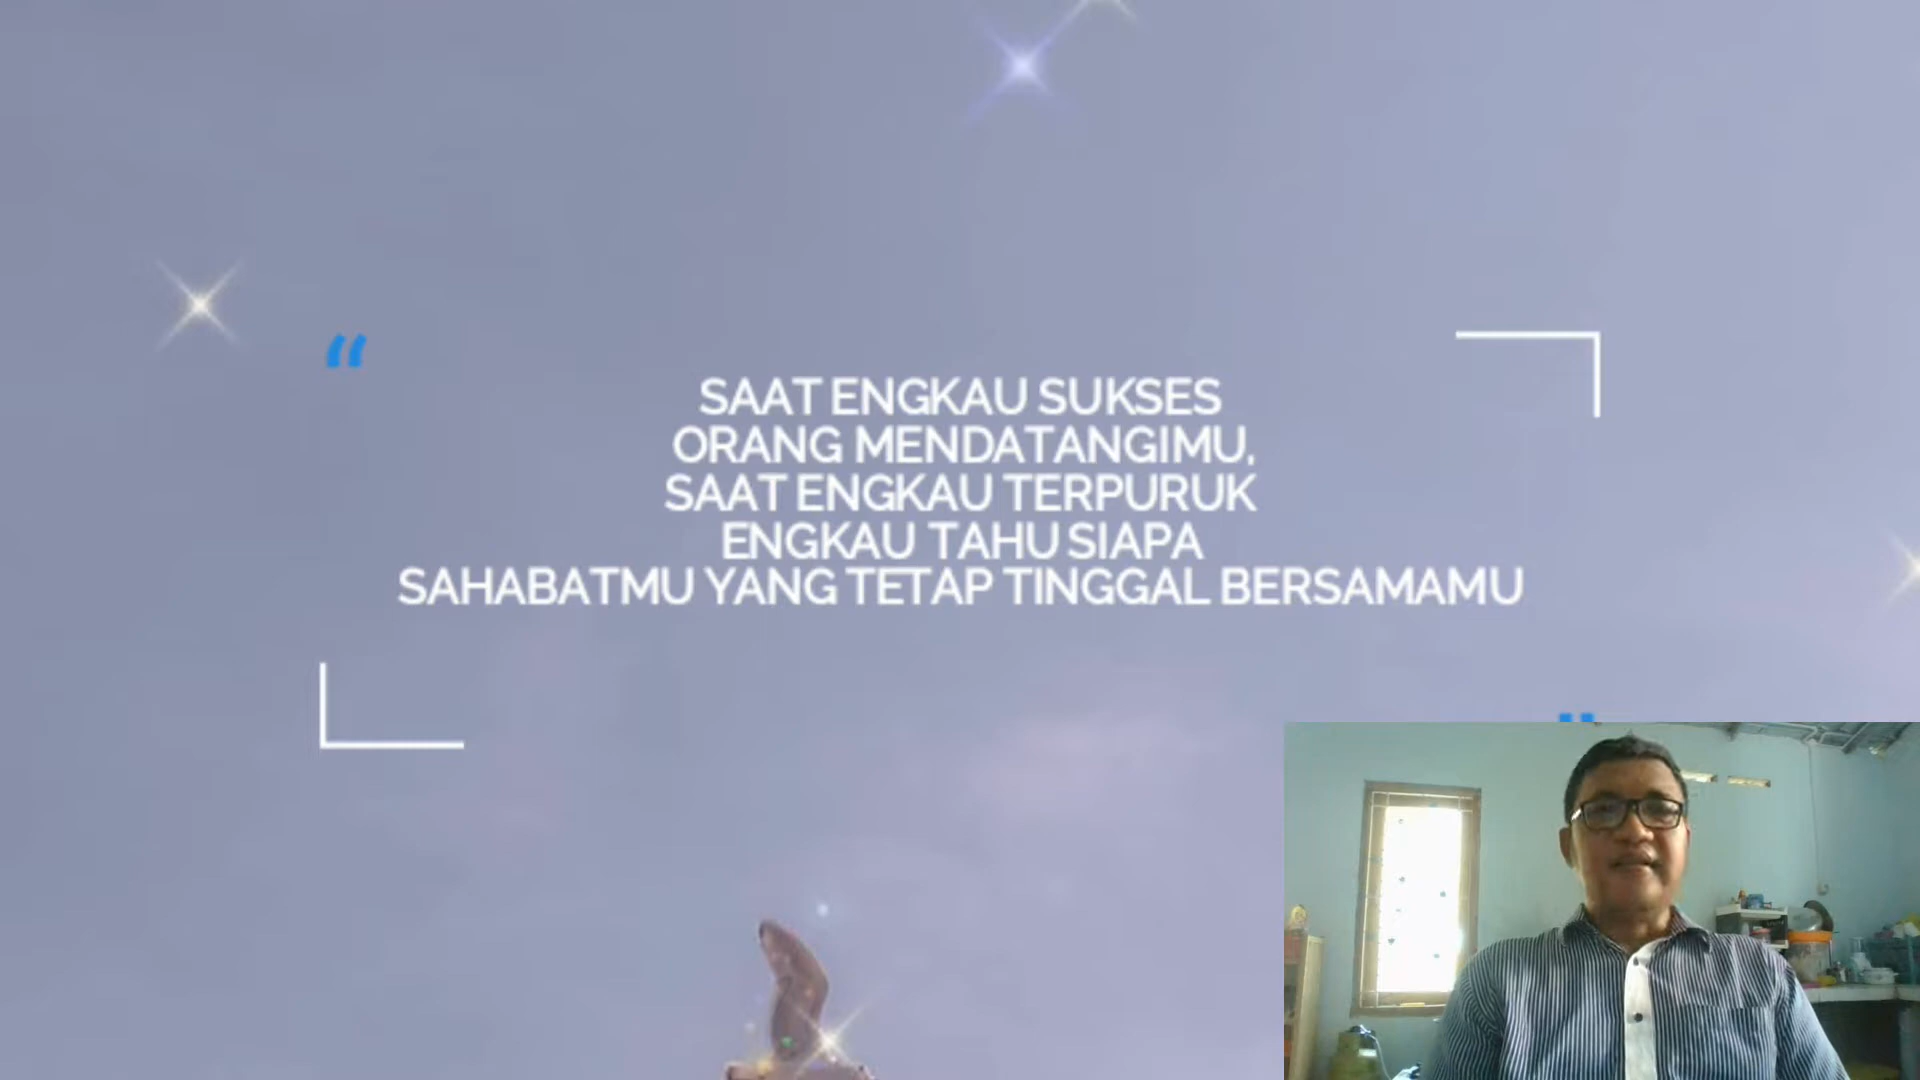 “
SAAT ENGKAU SUKSES
ORANG MENDATANGIMU,
SAAT ENGKAU TERPURUK
ENGKAU TAHU SIAPA
SAHABATMU YANG TETAP TINGGAL BERSAMAMU
"